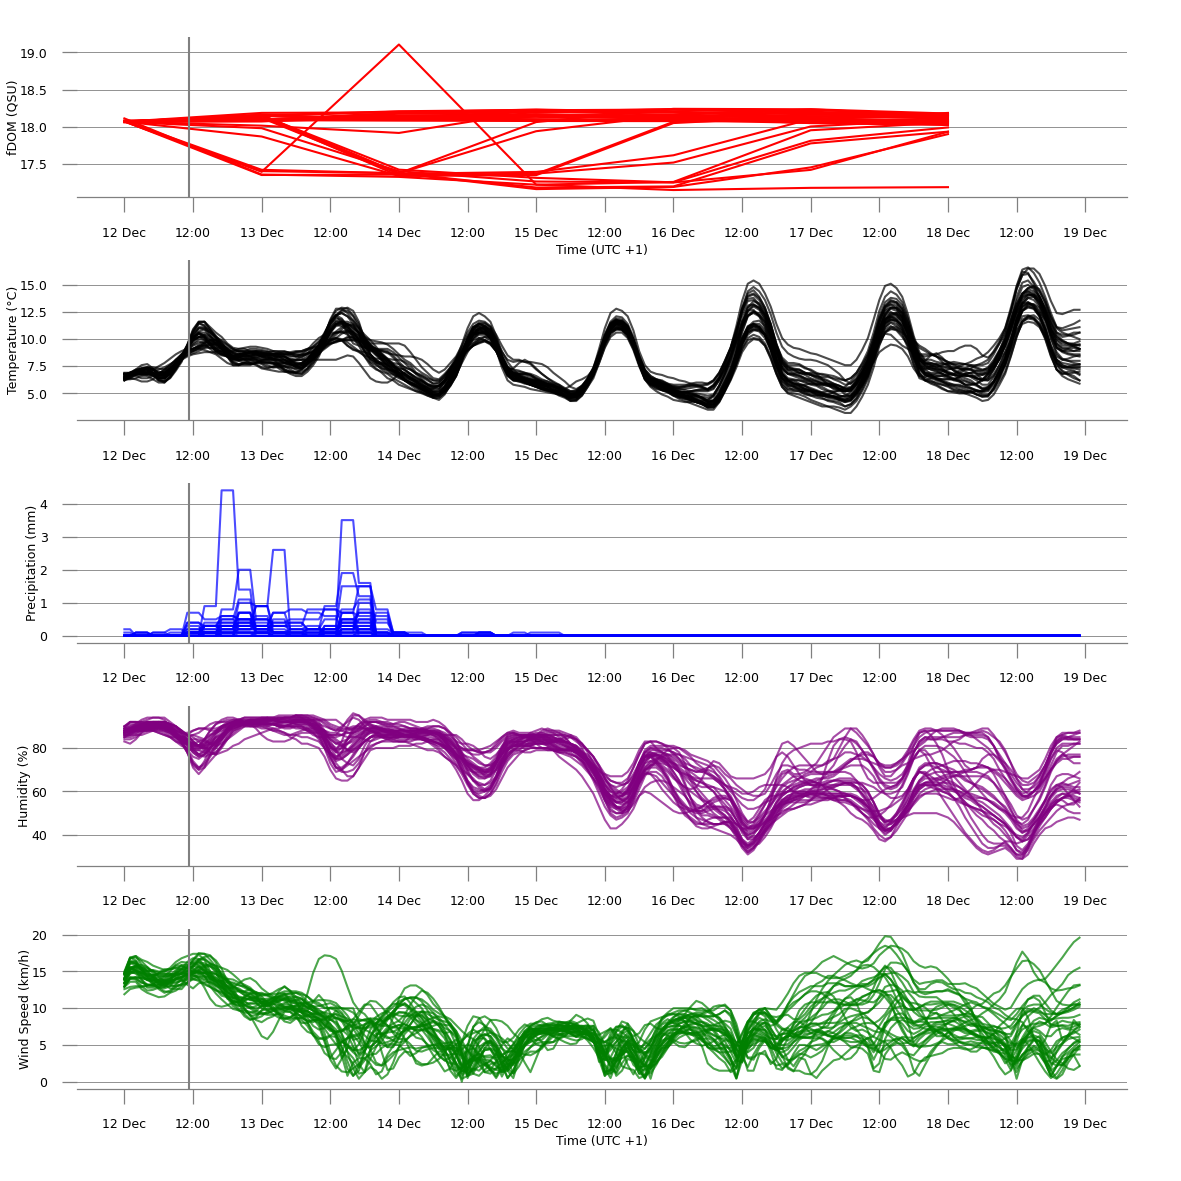 19.0
18.5
18.0
17.5
fDOM (QSU)
12 Dec 12:00 13 Dec 12:00 14 Dec 12:00 15 Dec 12:00 16 Dec 12:00 17 Dec 12:00 18 Dec 12:00 19 Dec
Time (UTC +1)
15.0
12.5
10.0
7.5
5.0
Temperature (°C)
12 Dec 12:00 13 Dec 12:00 14 Dec 12:00 15 Dec 12:00 16 Dec 12:00 17 Dec 12:00 18 Dec 12:00 19 Dec
4
3
2
1
0
Precipitation (mm)
12 Dec 12:00 13 Dec 12:00 14 Dec 12:00 15 Dec 12:00 16 Dec 12:00 17 Dec 12:00 18 Dec 12:00 19 Dec
80
60
40
Humidity (%)
12 Dec 12:00 13 Dec 12:00 14 Dec 12:00 15 Dec 12:00 16 Dec 12:00 17 Dec 12:00 18 Dec 12:00 19 Dec
20
15
10
5
0
Wind Speed (km/h)
12 Dec 12:00 13 Dec 12:00 14 Dec 12:00 15 Dec 12:00 16 Dec 12:00 17 Dec 12:00 18 Dec 12:00 19 Dec
Time (UTC +1)